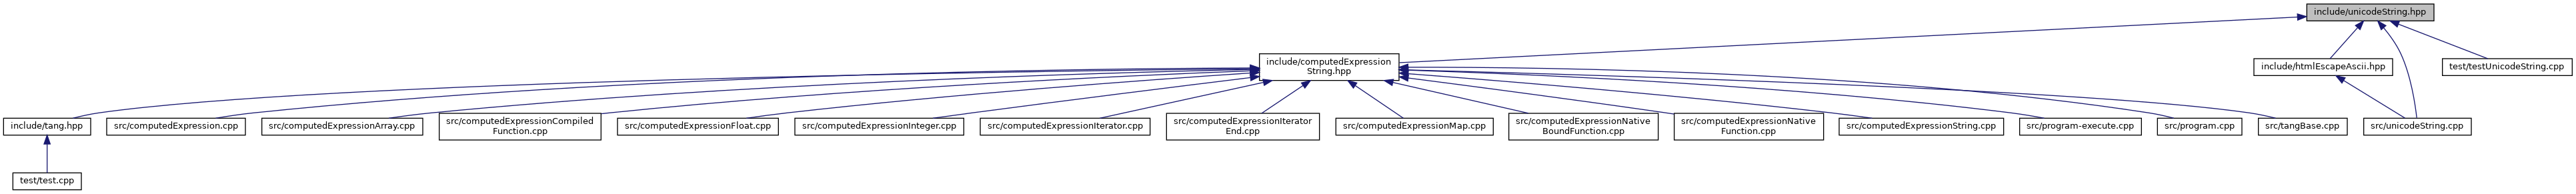 include/unicodeString.hpp
include/computedExpression
String.hpp
include/htmlEscapeAscii.hpp
test/testUnicodeString.cpp
include/tang.hpp
src/computedExpression.cpp
src/computedExpressionArray.cpp
src/computedExpressionCompiled
Function.cpp
src/computedExpressionFloat.cpp
src/computedExpressionInteger.cpp
src/computedExpressionIterator.cpp
src/computedExpressionIterator
End.cpp
src/computedExpressionMap.cpp
src/computedExpressionNative
BoundFunction.cpp
src/computedExpressionNative
Function.cpp
src/computedExpressionString.cpp
src/program-execute.cpp
src/program.cpp
src/tangBase.cpp
src/unicodeString.cpp
test/test.cpp